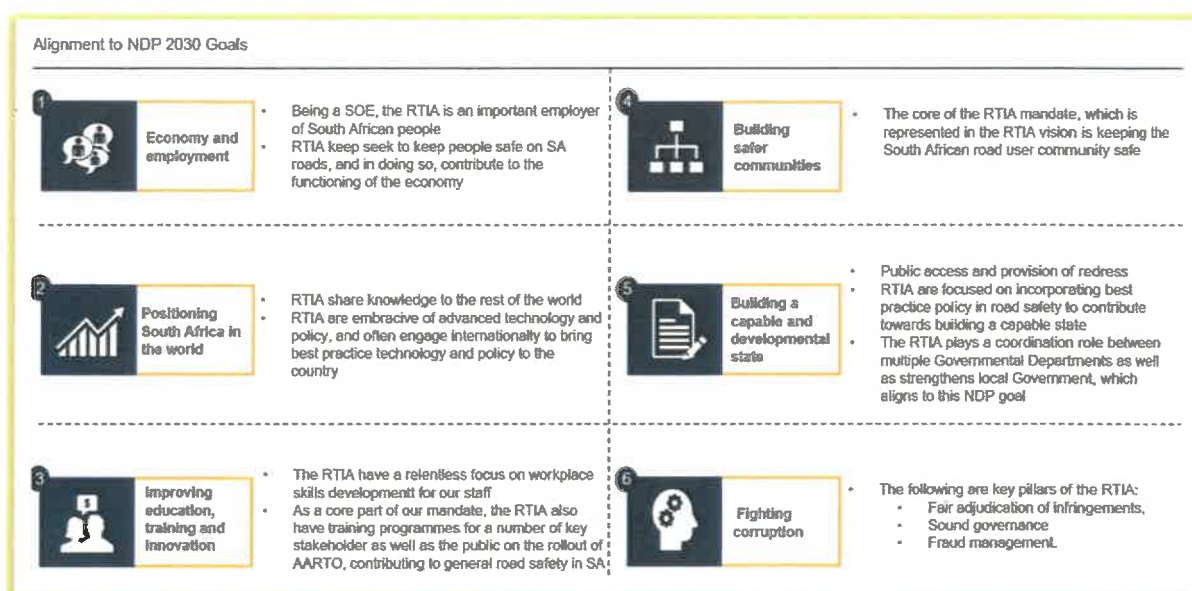 Alignment to NDP 2030 Goals
1
Economy and
employment
• Being a SOE, the RTIA is an important employer
of South African people
• RTIA keep seek to keep people safe on SA
roads, and in doing so, contribute to the
functioning of the economy
2
Positioning
South Africa in
the world
• RTIA share knowledge to the rest of the world
• RTIA are embracive of advanced technology and
policy, and often engage internationally to bring
best practice technology and policy to the
country
3
$
Improving
education,
training and
innovation
• The RTIA have a relentless focus on workplace
skills developmentt for our staff
• As a core part of our mandate, the RTIA also
have training programmes for a number of key
stakeholder as well as the public on the rollout of
AARTO, contributing to general road safety in SA
4
Building
safer
communities
• The core of the RTIA mandate, which is
represented in the RTIA vision is keeping the
South African road user community safe
5
Building a
capable and
developmental
state
• Public access and provision of redress
• RTIA are focused on incorporating best
practice policy in road safety to contribute
towards building a capable state
• The RTIA plays a coordination role between
multiple Governmental Departments as well
as strengthens local Government, which
aligns to this NDP goal
6
Fighting
corruption
• The following are key pillars of the RTIA:
• Fair adjudication of infringements,
• Sound governance
• Fraud management.